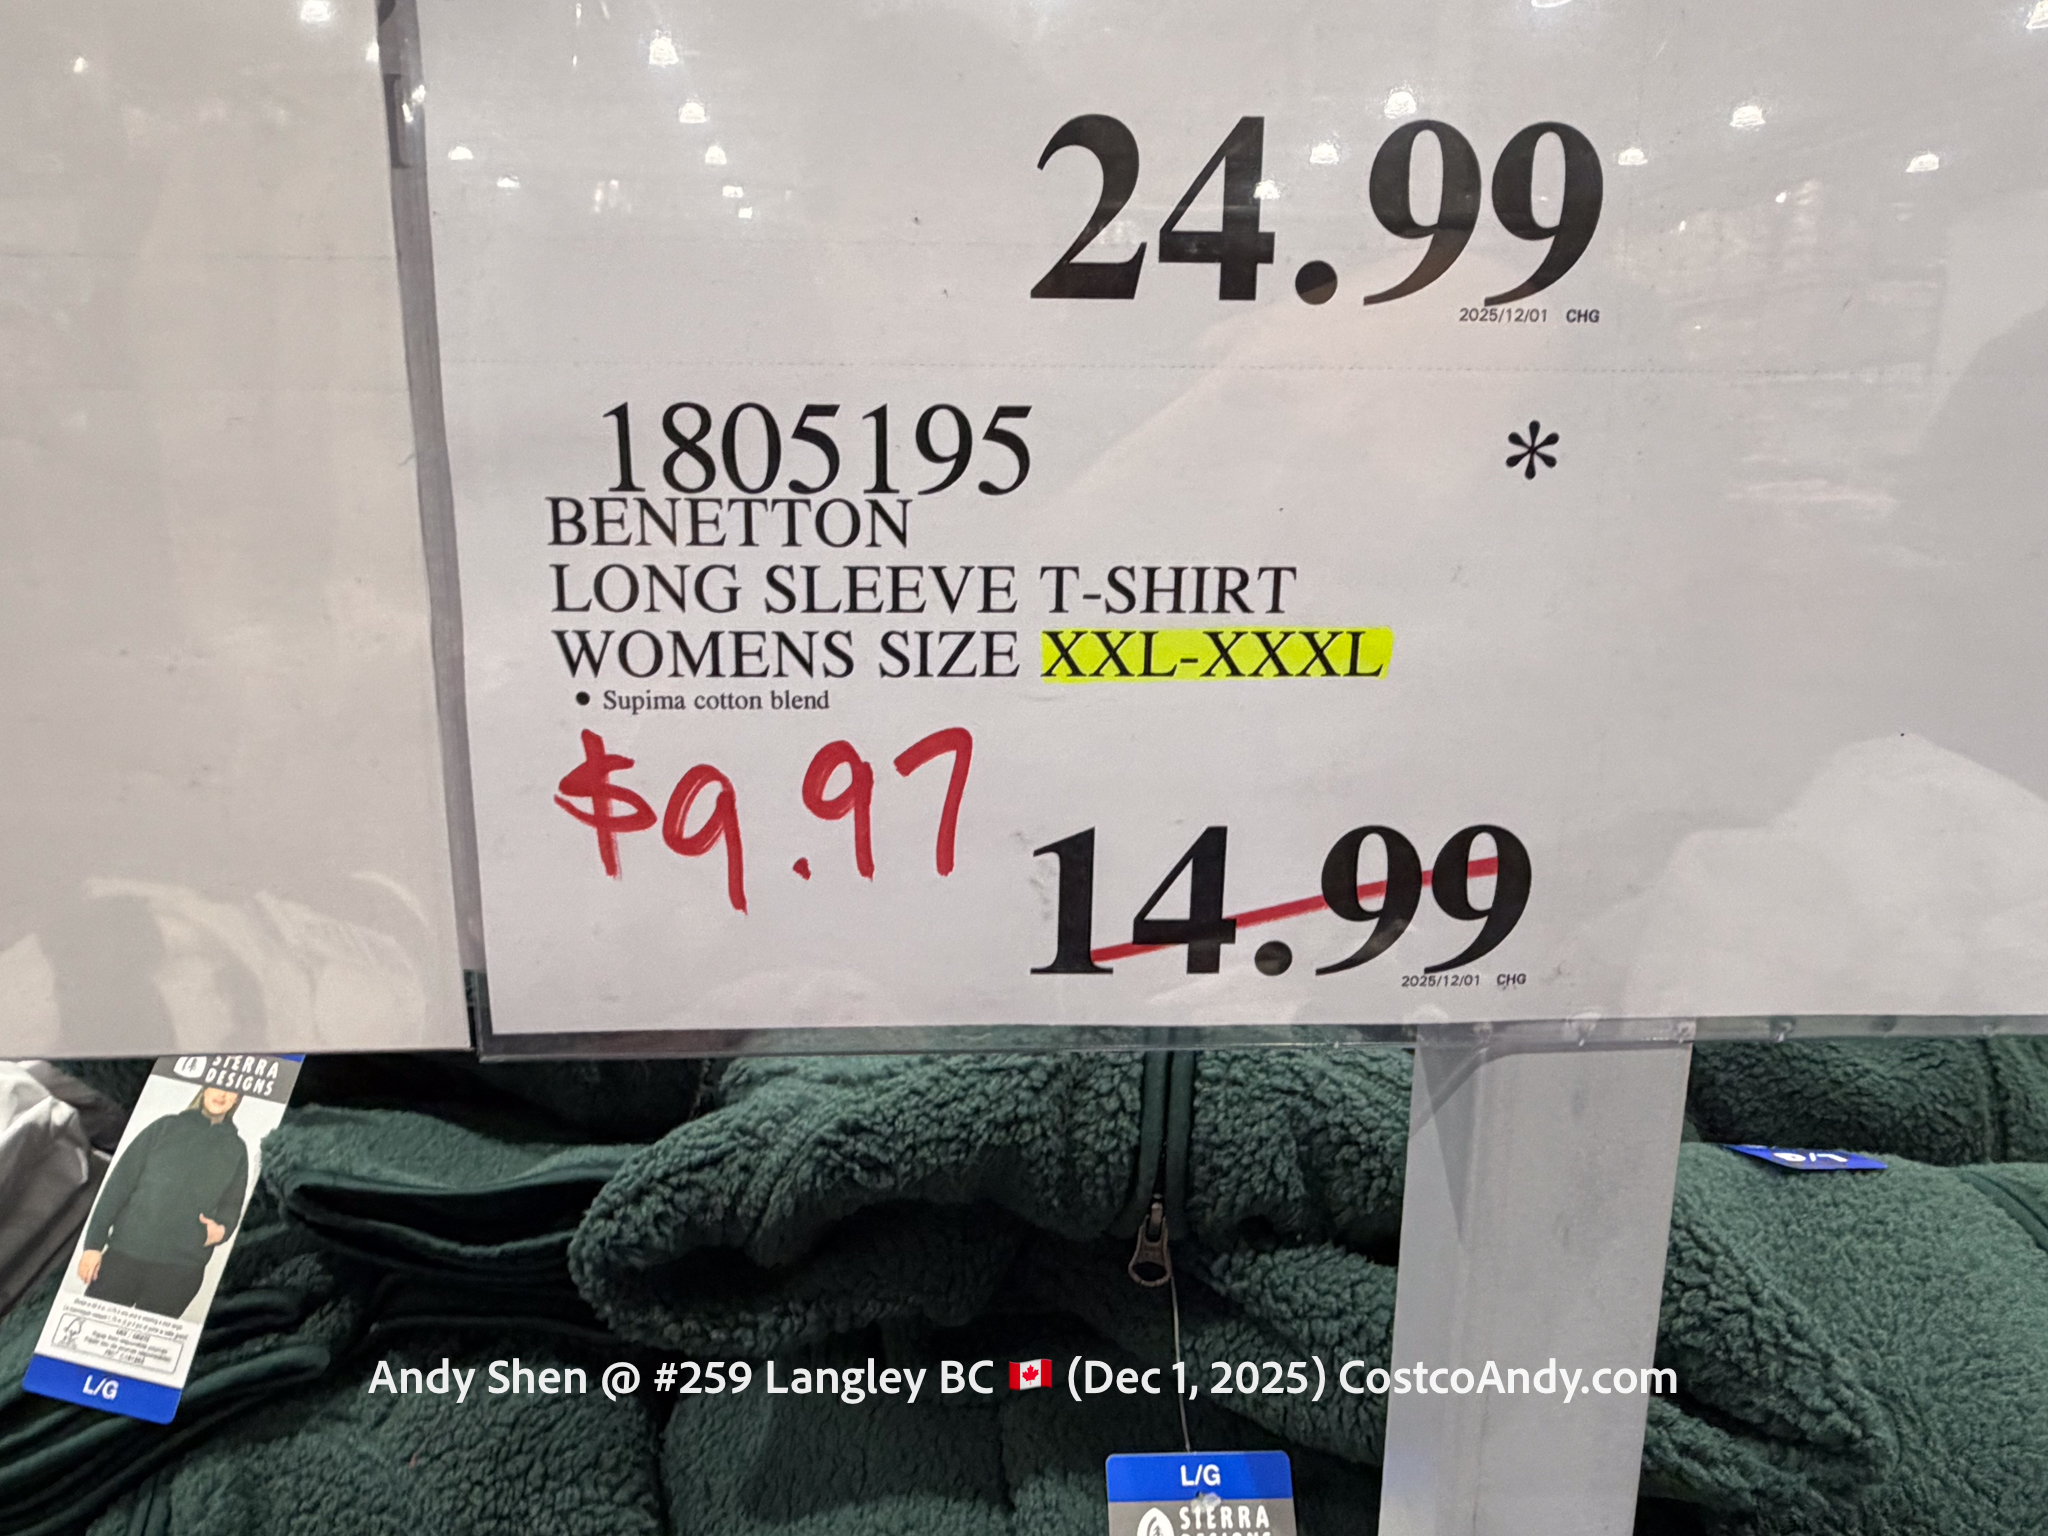 24.99
2025/12/01 CHG
1805195 *
BENETTON
LONG SLEEVE T-SHIRT
WOMENS SIZE XXL-XXXL
• Supima cotton blend
$9.97
14.99
2025/12/01 CHG
SIERRA
DESIGNS
L/G
Andy Shen @ #259 Langley BC 🇨🇦 (Dec 1, 2025) CostcoAndy.com
L/G
SIERRA